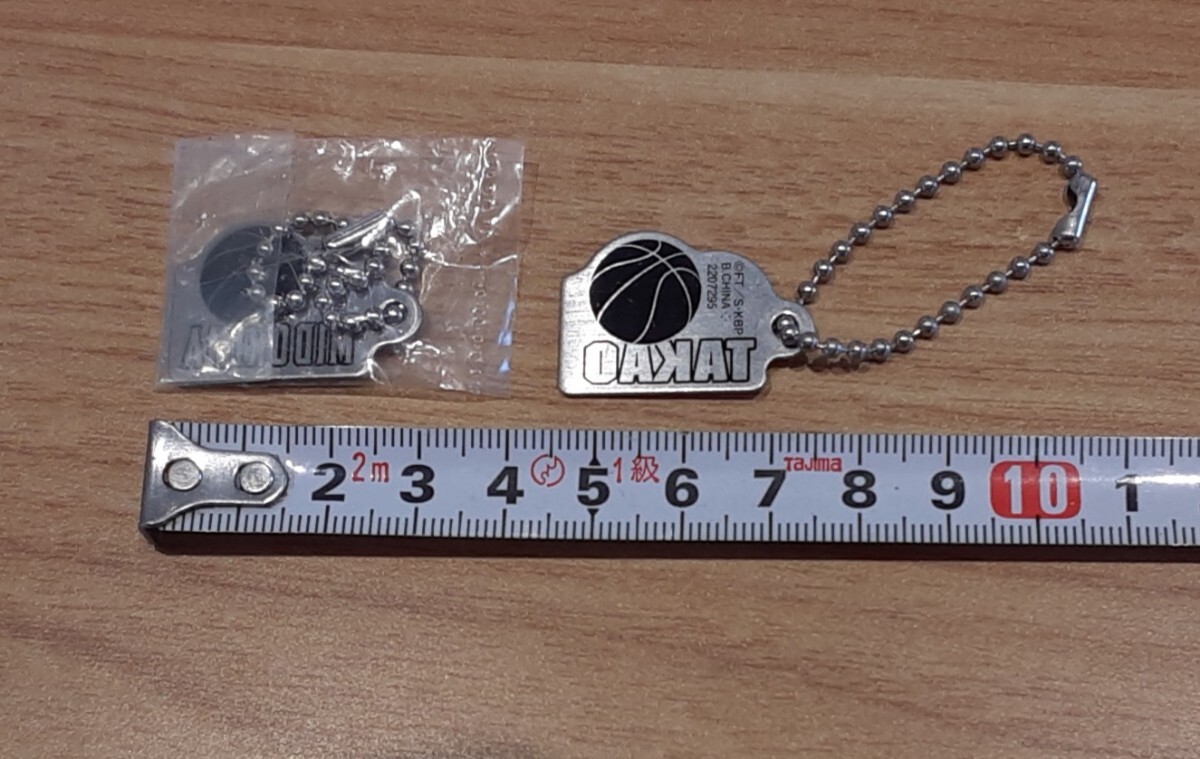 ©FT／S・KBP
B.CHINA
2207295
TAKAO
2 2m 3 4 5 1級 6 7 Tajima 8 9 10 1